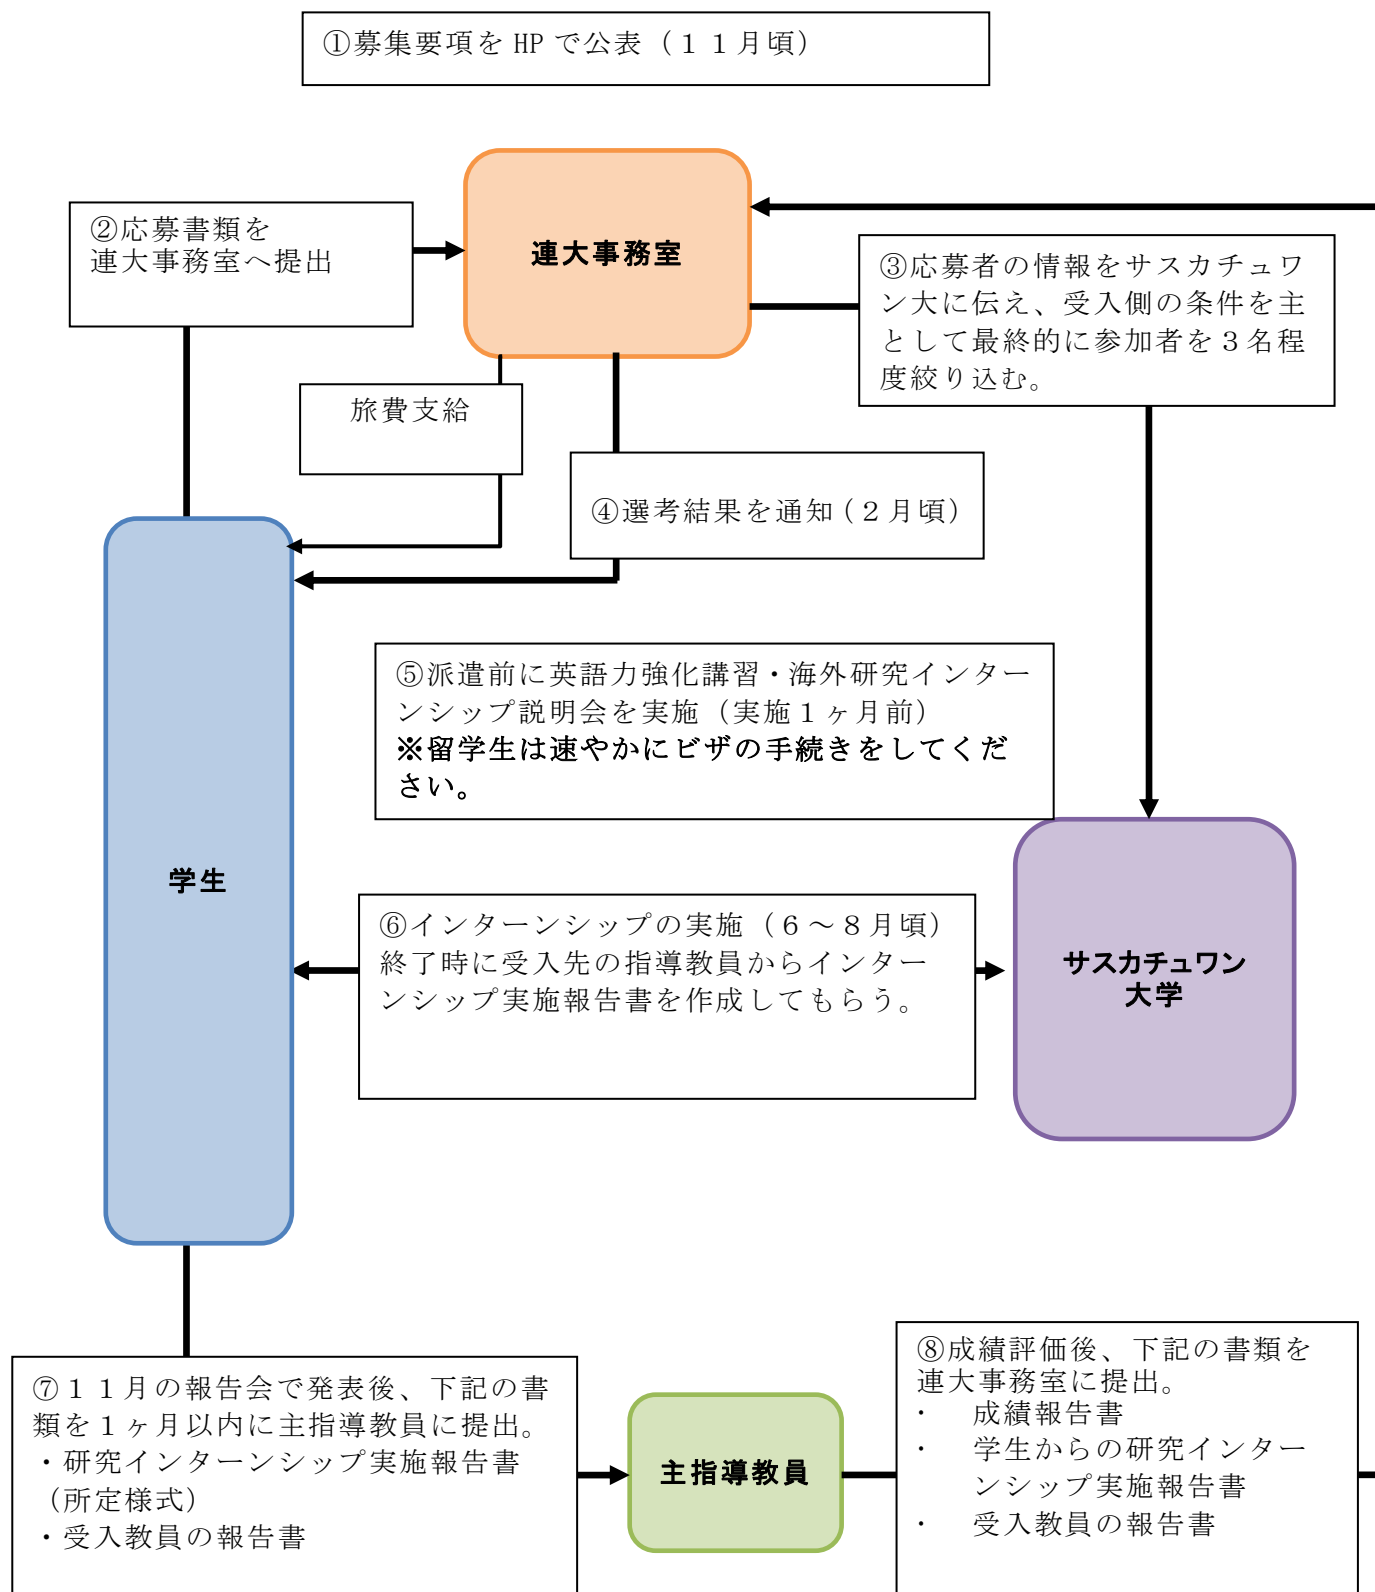 ①募集要項を HP で公表（１１月頃）
連大事務室
②応募書類を
連大事務室へ提出
③応募者の情報をサスカチュワ
ン大に伝え、受入側の条件を主
として最終的に参加者を３名程
度絞り込む。
旅費支給
④選考結果を通知（２月頃）
⑤派遣前に英語力強化講習・海外研究インター
ンシップ説明会を実施（実施１ヶ月前）
※留学生は速やかにビザの手続きをしてくだ
さい。
学生
⑥インターンシップの実施（６～８月頃）
終了時に受入先の指導教員からインター
ンシップ実施報告書を作成してもらう。
サスカチュワン
大学
⑦１１月の報告会で発表後、下記の書
類を１ヶ月以内に主指導教員に提出。
・研究インターンシップ実施報告書
（所定様式）
・受入教員の報告書
主指導教員
⑧成績評価後、下記の書類を
連大事務室に提出。
・ 成績報告書
・ 学生からの研究インター
ンシップ実施報告書
・ 受入教員の報告書